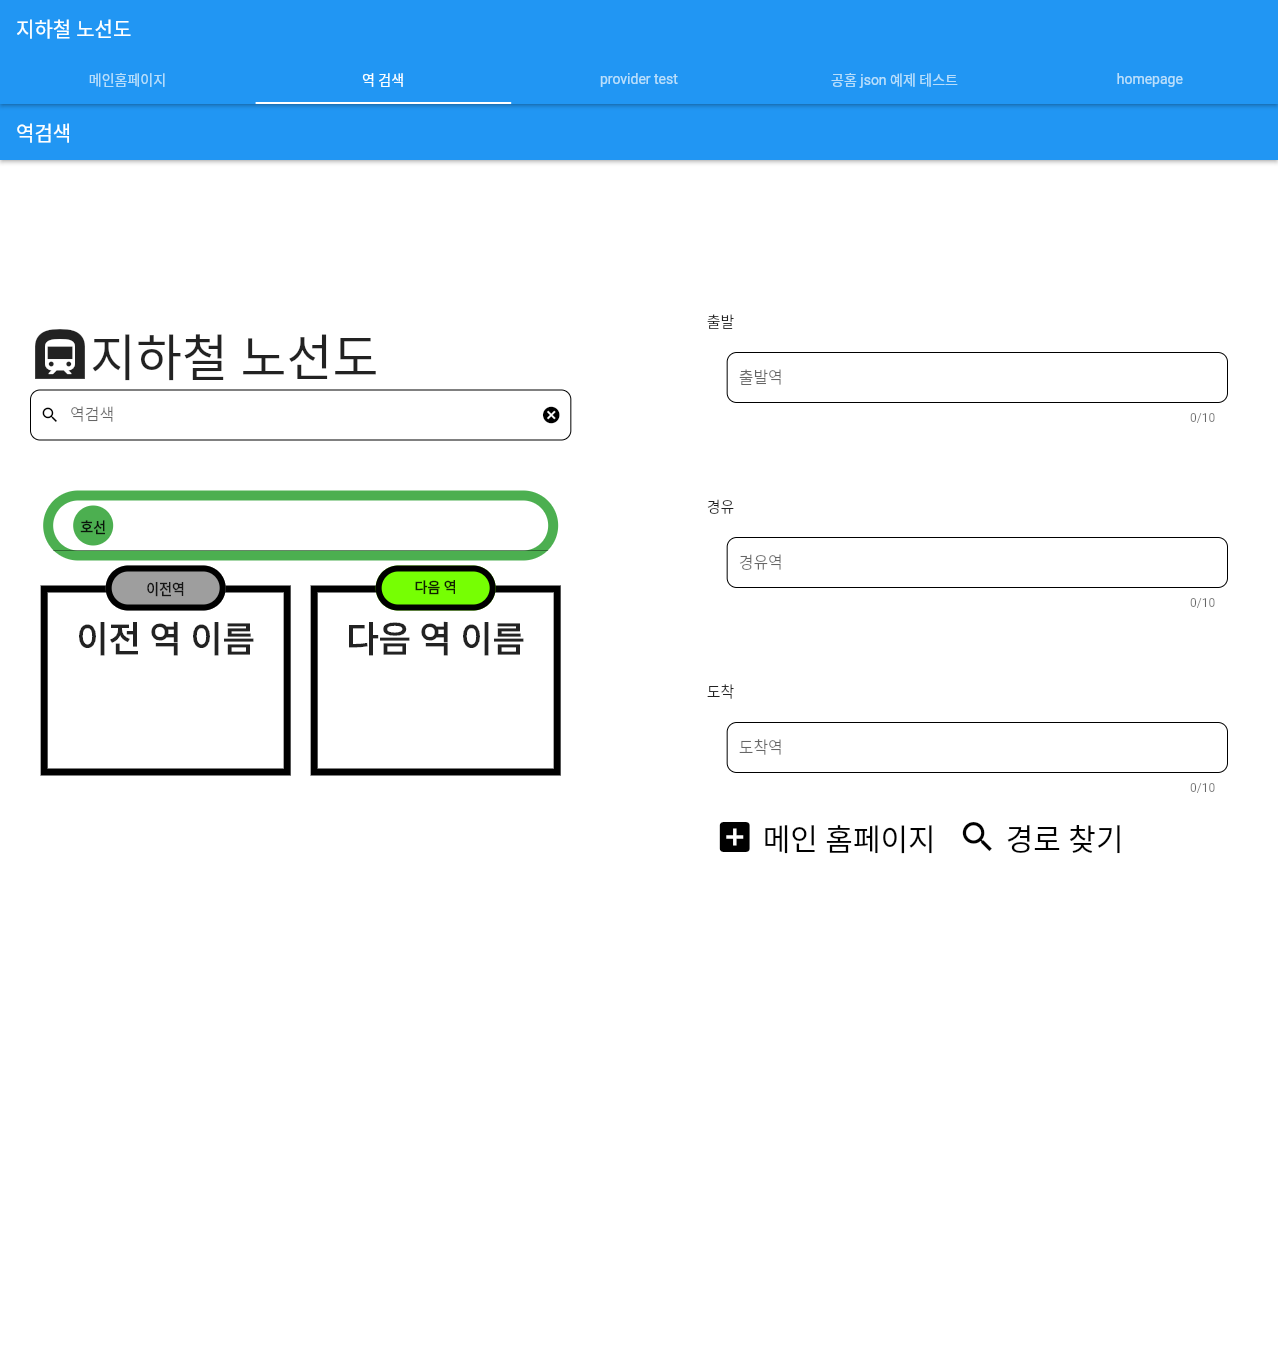 지하철 노선도
메인홈페이지
역 검색
provider test
공홈 json 예제 테스트
homepage
역검색
지하철 노선도
역검색
호선
이전역
이전 역 이름
다음 역
다음 역 이름
출발
출발역
0/10
경유
경유역
0/10
도착
도착역
0/10
메인 홈페이지
경로 찾기